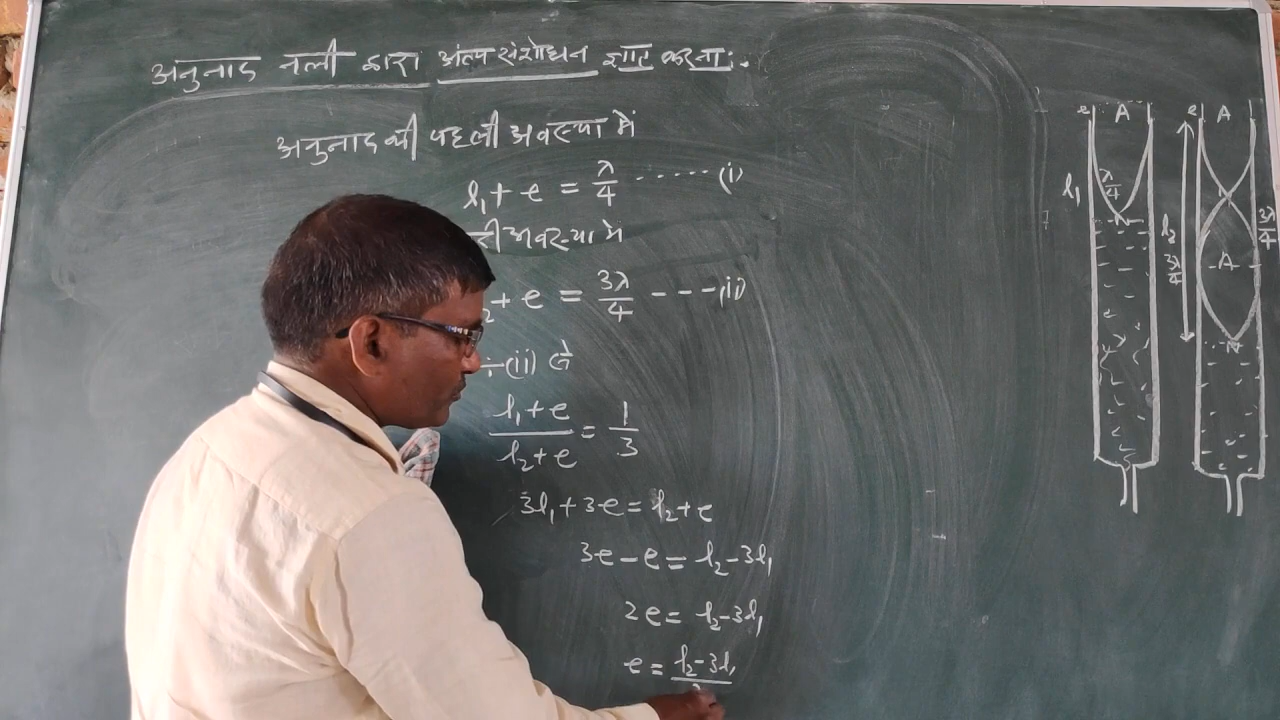 अनुनाद नली द्वारा अंत्य संशोधन ज्ञात करना:-
अनुनाद की पहली अवस्था में
l₁ + e = λ/4 ...... (i)
अवस्था में
₂ + e = 3λ/4 --- (ii)
÷ (ii) से
(l₁ + e)/(l₂ + e) = 1/3
3l₁ + 3e = l₂ + e
3e - e = l₂ - 3l₁
2e = l₂ - 3l₁
e = (l₂ - 3l₁)/
e A
l₁ λ/4
N
e A
l₂ 3λ/4
3λ/4
A
N